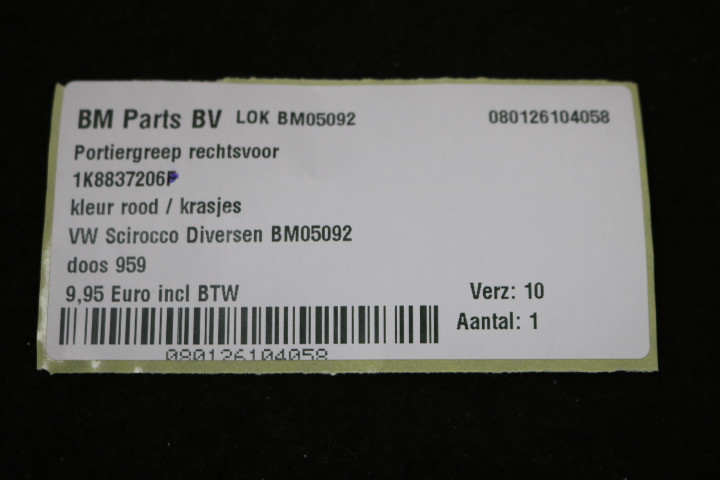 BM Parts BV LOK BM05092 080126104058
Portiergreep rechtsvoor
1K8837206F
kleur rood / krasjes
VW Scirocco Diversen BM05092
doos 959
9,95 Euro incl BTW Verz: 10
Aantal: 1
080126104058